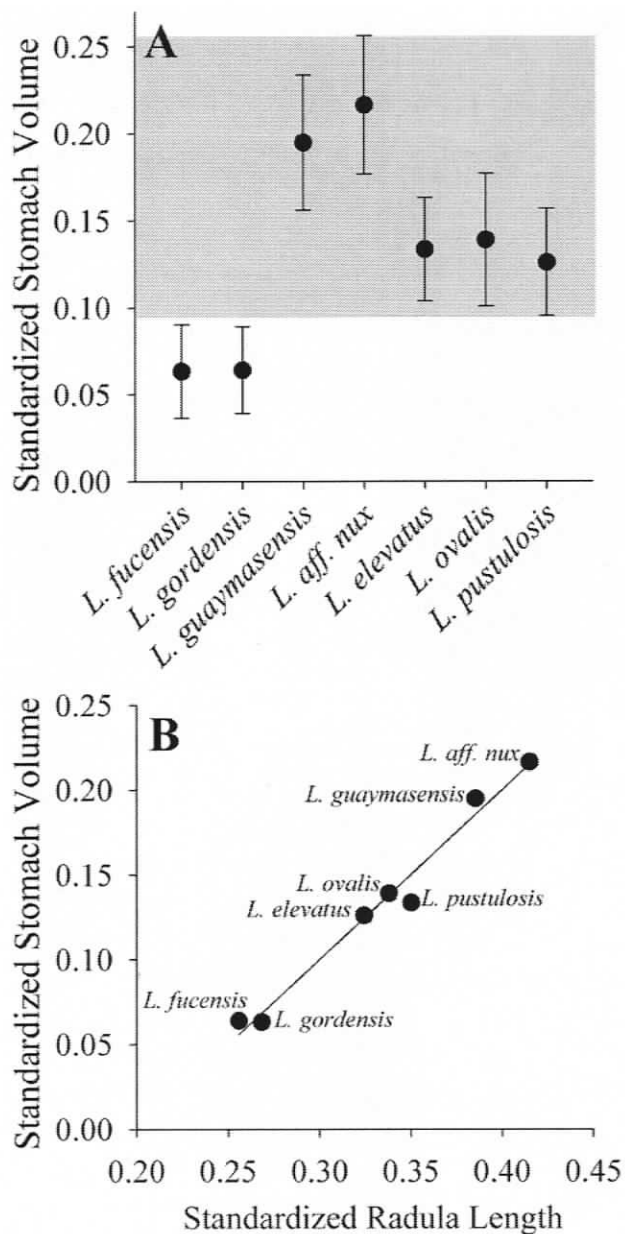 A
Standardized Stomach Volume
0.25
0.20
0.15
0.10
0.05
0.00
L. fucensis
L. gordensis
L. guaymasensis
L. aff. nux
L. elevatus
L. ovalis
L. pustulosis
B
Standardized Stomach Volume
0.25
0.20
0.15
0.10
0.05
0.00
L. aff. nux
L. guaymasensis
L. ovalis
L. pustulosis
L. elevatus
L. fucensis
L. gordensis
0.20 0.25 0.30 0.35 0.40 0.45
Standardized Radula Length